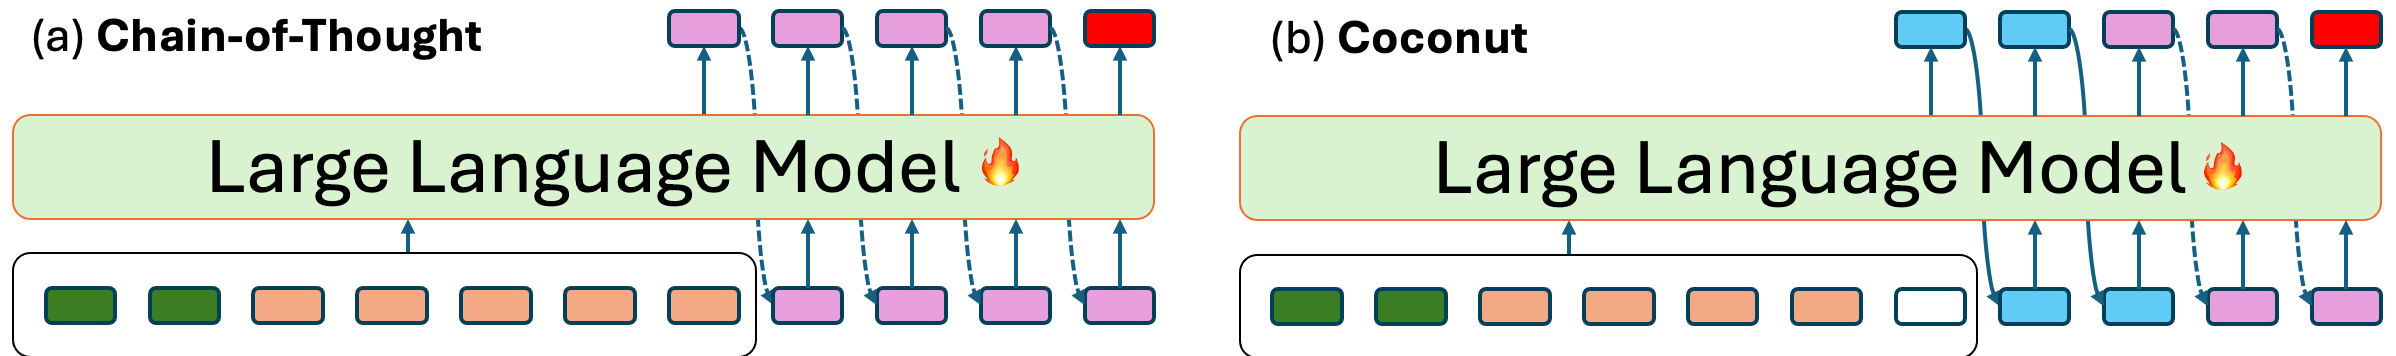 (a) Chain-of-Thought
Large Language Model
(b) Coconut
Large Language Model